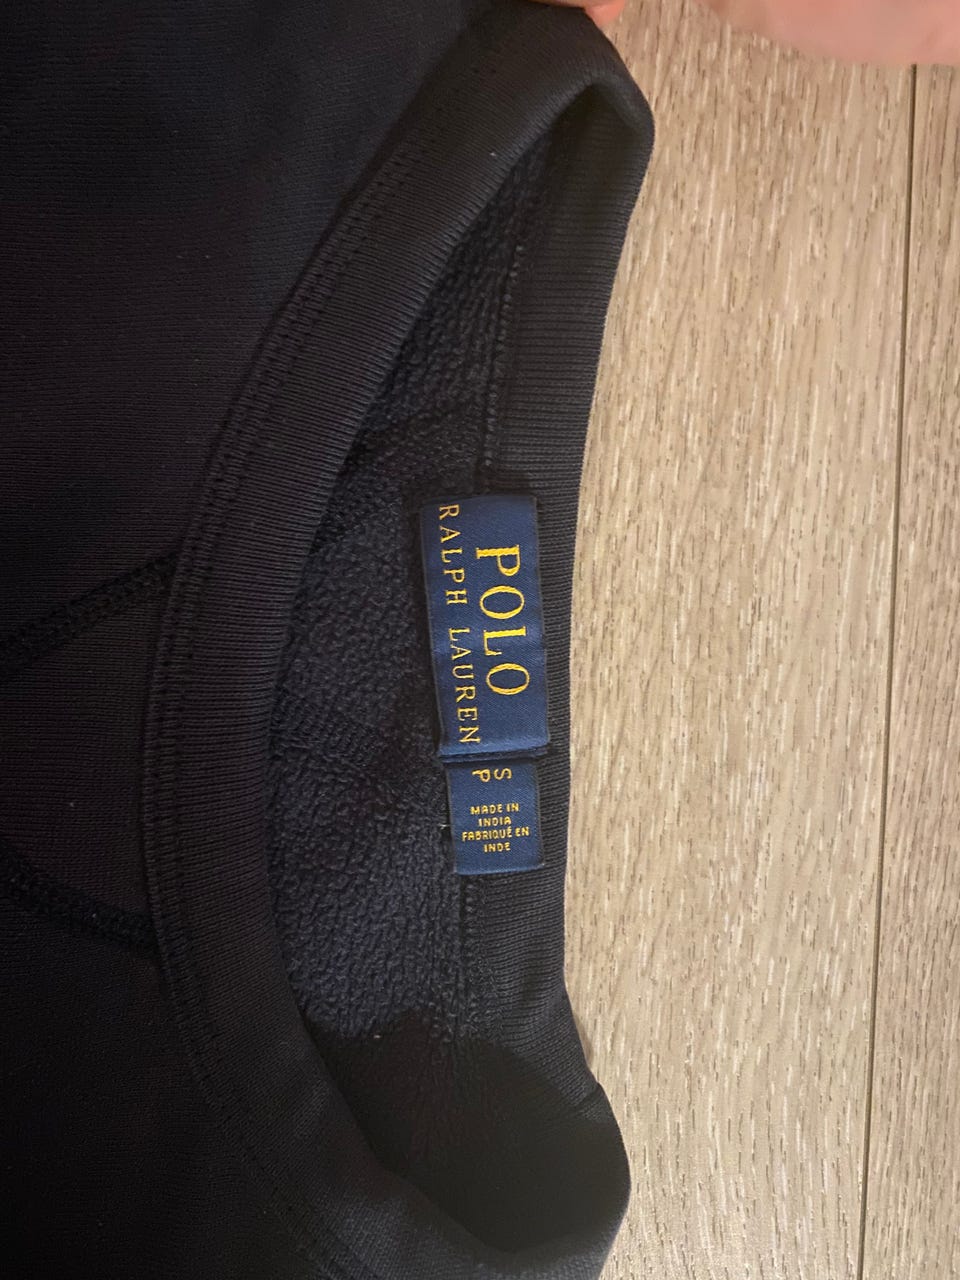 POLO
RALPH LAUREN
S
P
MADE IN
INDIA
FABRIQUÉ EN
INDE